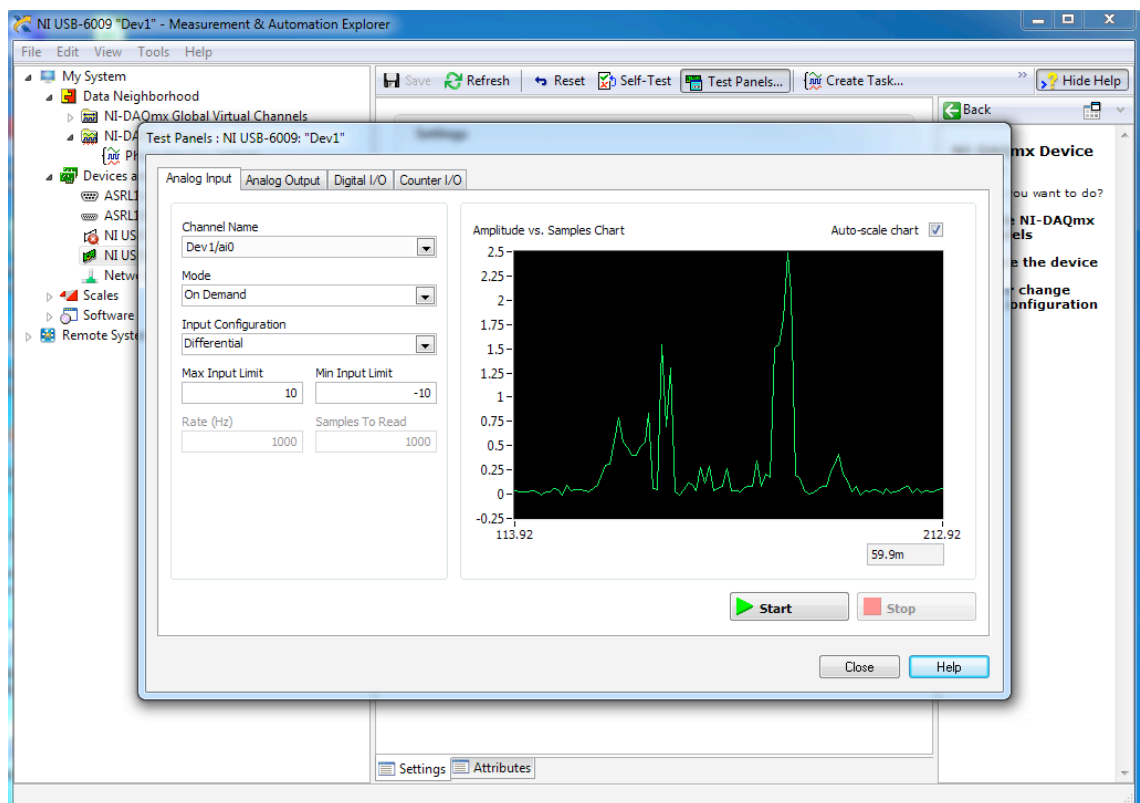 NI USB-6009 "Dev1" - Measurement & Automation Explorer
File Edit View Tools Help
My System
Data Neighborhood
NI-DAQmx Global Virtual Channels
NI-DA
Ph
Devices a
ASRL1
ASRL1
NI US
NI US
Netw
Scales
Software
Remote Syste
Save Refresh Reset Self-Test Test Panels... Create Task... » Hide Help
Settings
Back
mx Device
ou want to do?
NI-DAQmx
els
e the device
change
onfiguration
Test Panels : NI USB-6009: "Dev1"
Analog Input Analog Output Digital I/O Counter I/O
Channel Name
Dev1/ai0
Mode
On Demand
Input Configuration
Differential
Max Input Limit Min Input Limit
10 -10
Rate (Hz) Samples To Read
1000 1000
Amplitude vs. Samples Chart Auto-scale chart
2.5
2.25
2
1.75
1.5
1.25
1
0.75
0.5
0.25
0
-0.25
113.92 212.92
59.9m
Start Stop
Close Help
Settings Attributes